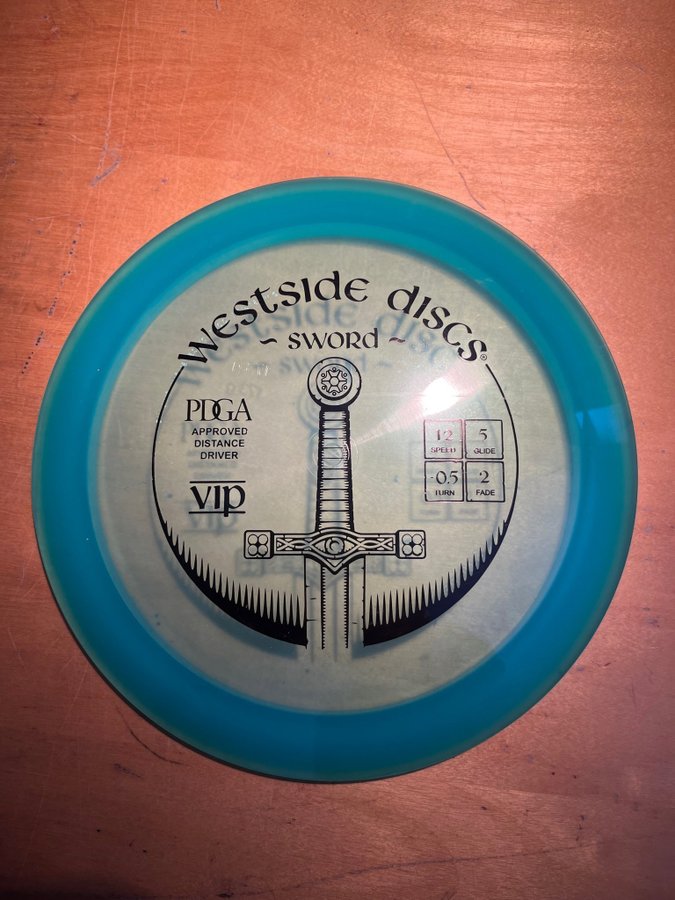 Westside discs®
~ Sword ~
PDGA
APPROVED
DISTANCE
DRIVER
VIP
12
SPEED
5
GLIDE
-0.5
TURN
2
FADE